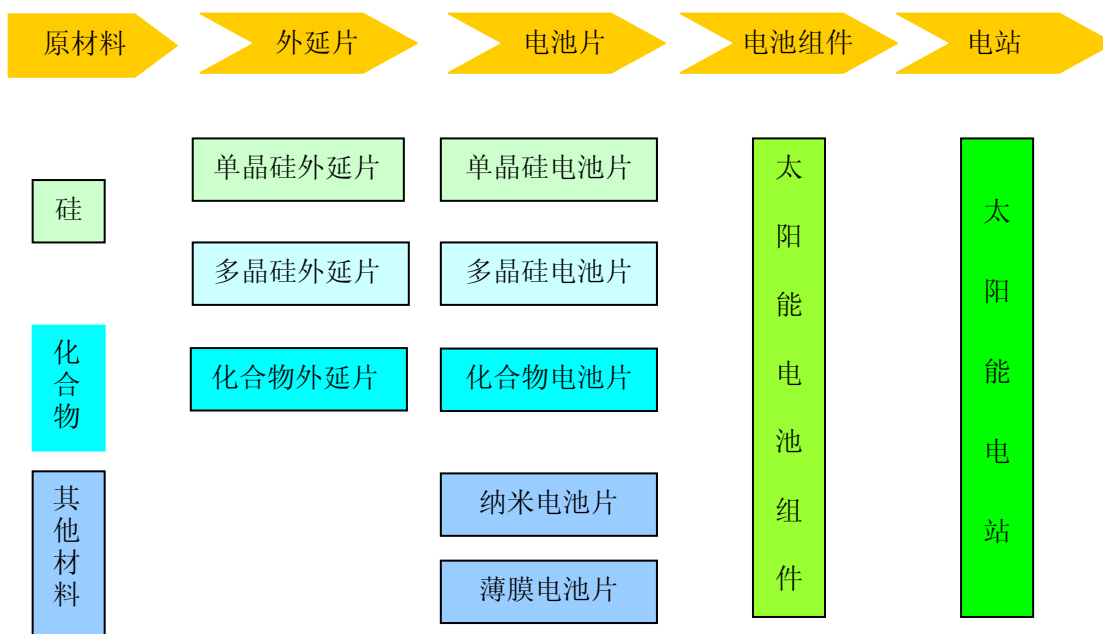 原材料
外延片
电池片
电池组件
电站
硅
单晶硅外延片
单晶硅电池片
多晶硅外延片
多晶硅电池片
化合物
化合物外延片
化合物电池片
其他材料
纳米电池片
薄膜电池片
太阳能电池组件
太阳能电站